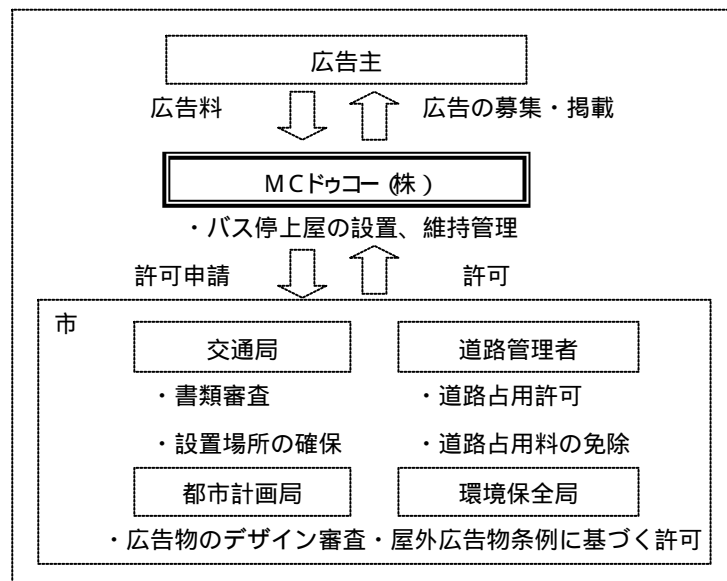 広告主
広告料 広告の募集・掲載
MCドゥコー(株)
・バス停上屋の設置、維持管理
許可申請 許可
市
交通局 道路管理者
・書類審査 ・道路占用許可
・設置場所の確保 ・道路占用料の免除
都市計画局 環境保全局
・広告物のデザイン審査・屋外広告物条例に基づく許可